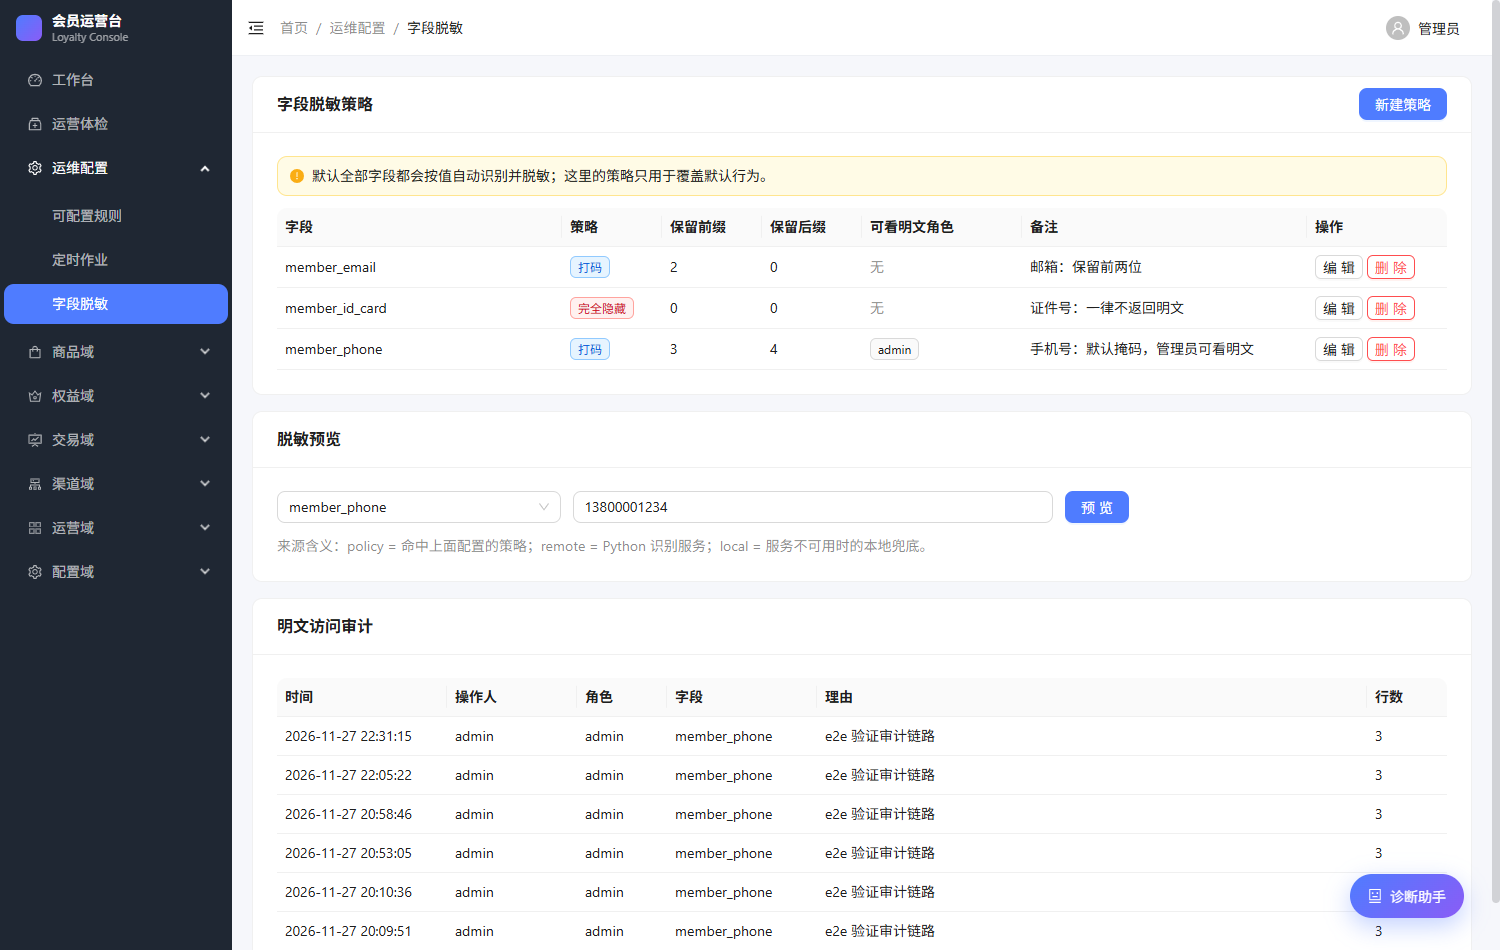 会员运营台
Loyalty Console
工作台
运营体检
运维配置
可配置规则
定时作业
字段脱敏
商品域
权益域
交易域
渠道域
运营域
配置域
首页 / 运维配置 / 字段脱敏
管理员
字段脱敏策略
新建策略
默认全部字段都会按值自动识别并脱敏；这里的策略只用于覆盖默认行为。
字段 策略 保留前缀 保留后缀 可看明文角色 备注 操作
member_email 打码 2 0 无 邮箱：保留前两位 编辑 删除
member_id_card 完全隐藏 0 0 无 证件号：一律不返回明文 编辑 删除
member_phone 打码 3 4 admin 手机号：默认掩码，管理员可看明文 编辑 删除
脱敏预览
member_phone 13800001234 预览
来源含义：policy = 命中上面配置的策略；remote = Python 识别服务；local = 服务不可用时的本地兜底。
明文访问审计
时间 操作人 角色 字段 理由 行数
2026-11-27 22:31:15 admin admin member_phone e2e 验证审计链路 3
2026-11-27 22:05:22 admin admin member_phone e2e 验证审计链路 3
2026-11-27 20:58:46 admin admin member_phone e2e 验证审计链路 3
2026-11-27 20:53:05 admin admin member_phone e2e 验证审计链路 3
2026-11-27 20:10:36 admin admin member_phone e2e 验证审计链路
诊断助手
2026-11-27 20:09:51 admin admin member_phone e2e 验证审计链路 3